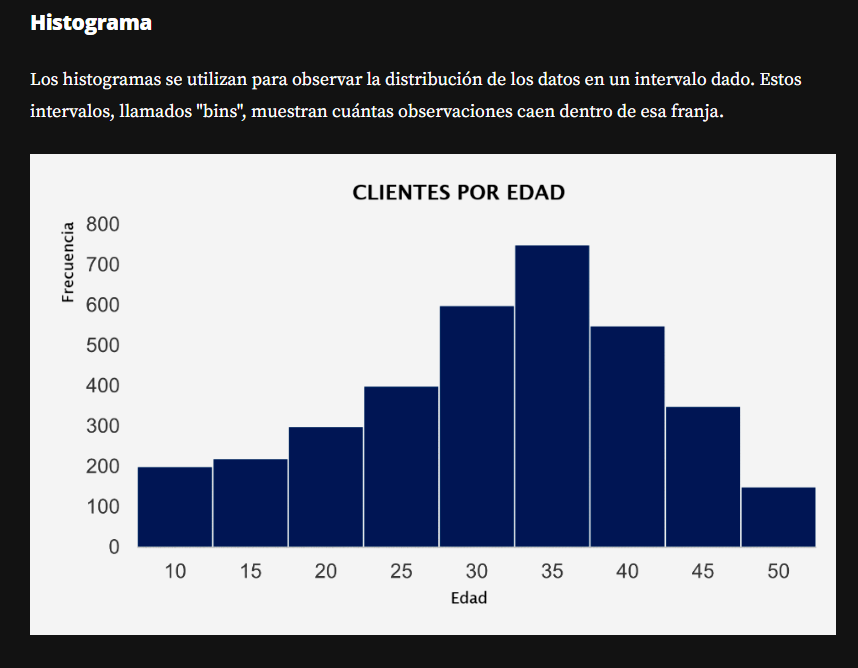 Histograma
Los histogramas se utilizan para observar la distribución de los datos en un intervalo dado. Estos
intervalos, llamados "bins", muestran cuántas observaciones caen dentro de esa franja.
CLIENTES POR EDAD
Frecuencia
800
700
600
500
400
300
200
100
0
10 15 20 25 30 35 40 45 50
Edad